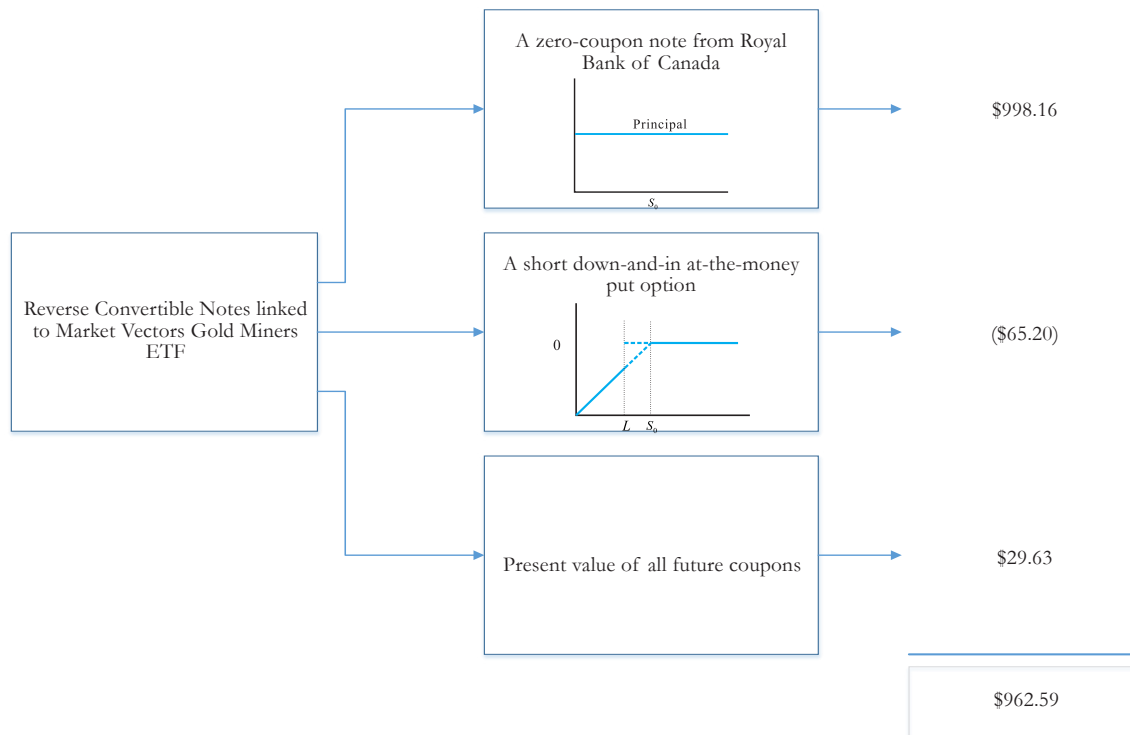 A zero-coupon note from Royal
Bank of Canada
Principal
S₀
$998.16
Reverse Convertible Notes linked
to Market Vectors Gold Miners
ETF
A short down-and-in at-the-money
put option
0
L S₀
($65.20)
Present value of all future coupons
$29.63
$962.59